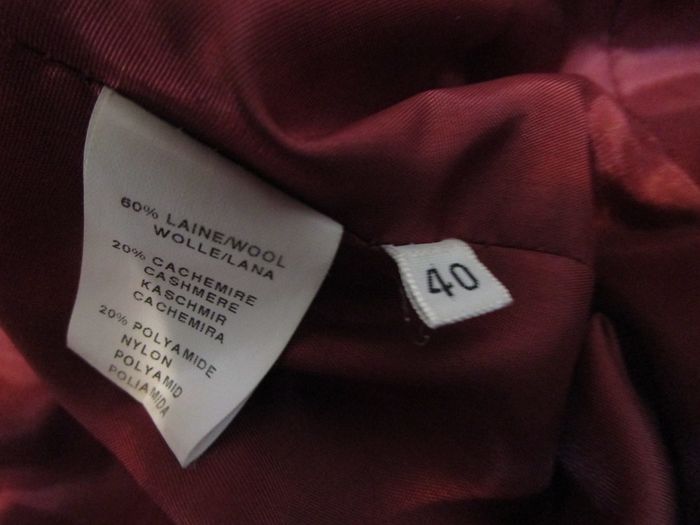 60% LAINE/WOOL
WOLLE/LANA
20% CACHEMIRE
CASHMERE
KASCHMIR
CACHEMIRA
20% POLYAMIDE
NYLON
POLYAMID
POLIAMIDA
40